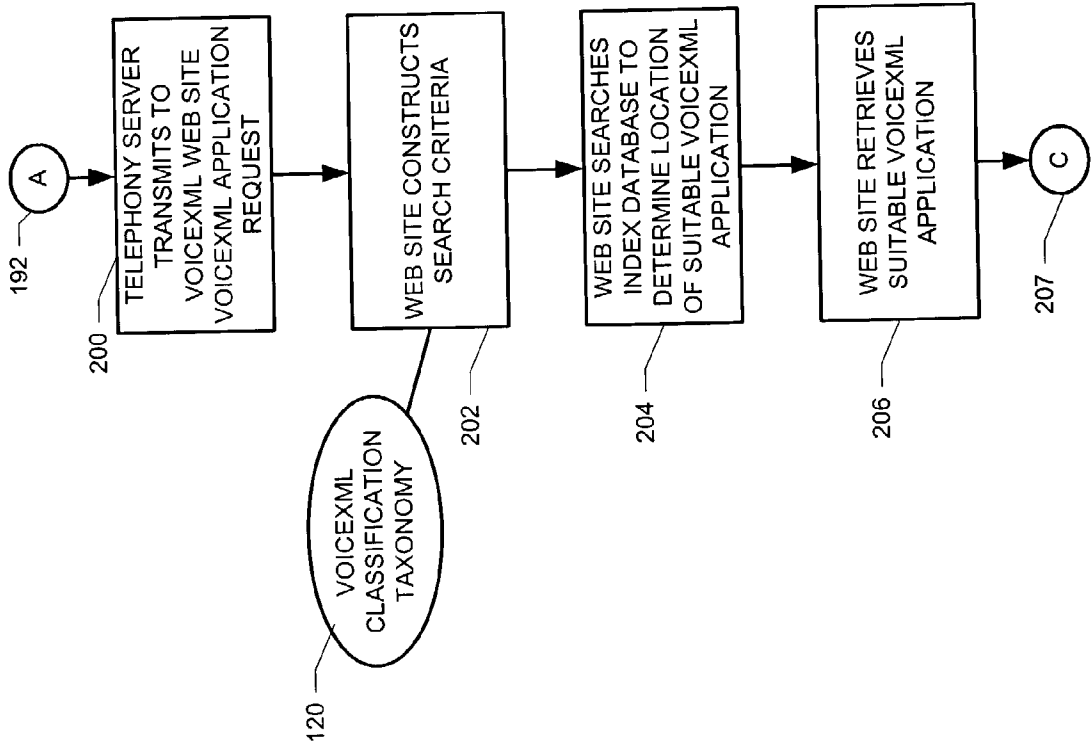 A
192
TELEPHONY SERVER
TRANSMITS TO
VOICEXML WEB SITE
VOICEXML APPLICATION
REQUEST
200
WEB SITE CONSTRUCTS
SEARCH CRITERIA
202
VOICEXML
CLASSIFICATION
TAXONOMY
120
WEB SITE SEARCHES
INDEX DATABASE TO
DETERMINE LOCATION
OF SUITABLE VOICEXML
APPLICATION
204
WEB SITE RETRIEVES
SUITABLE VOICEXML
APPLICATION
206
C
207